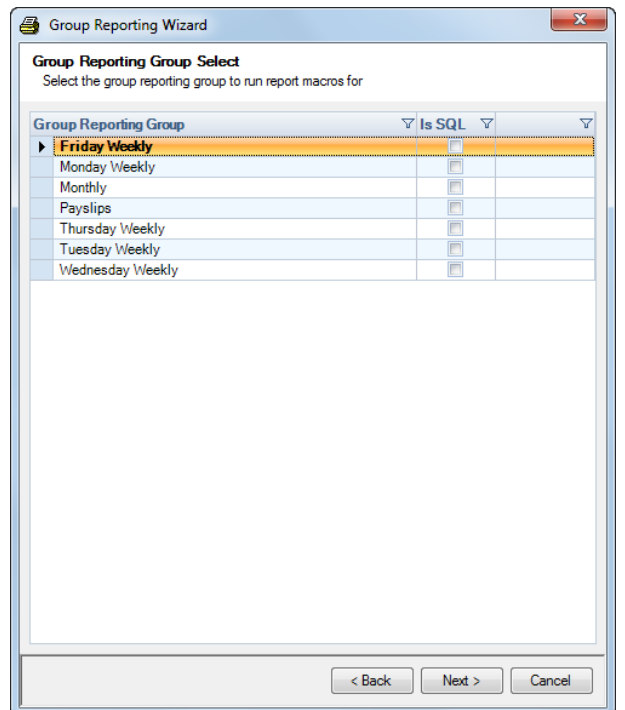 Group Reporting Wizard
Group Reporting Group Select
Select the group reporting group to run report macros for
Group Reporting Group Is SQL
Friday Weekly
Monday Weekly
Monthly
Payslips
Thursday Weekly
Tuesday Weekly
Wednesday Weekly
< Back Next > Cancel